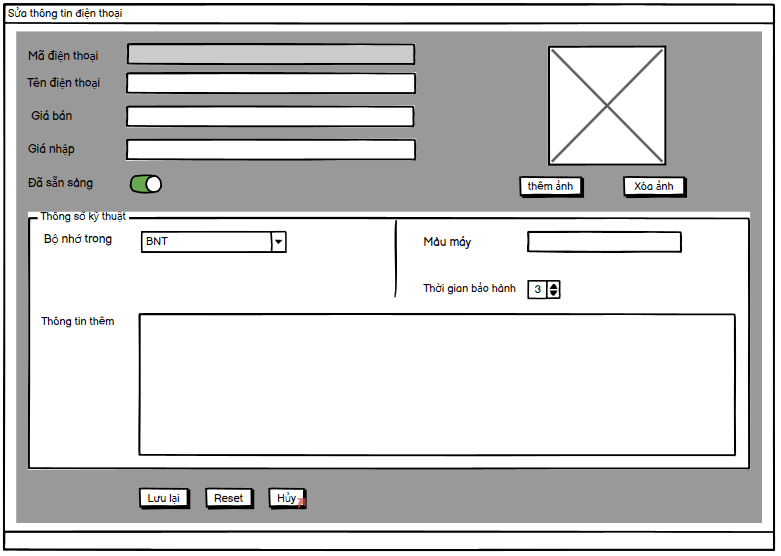 Sửa thông tin điện thoại
Mã điện thoại
Tên điện thoại
Giá bán
Giá nhập
Đã sẵn sàng
thêm ảnh
Xóa ảnh
Thông số kỹ thuật
Bộ nhớ trong
BNT
Màu máy
Thời gian bảo hành
3
Thông tin thêm
Lưu lại
Reset
Hủy